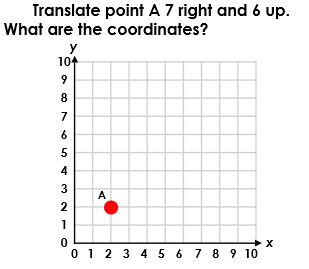 Translate point A 7 right and 6 up.
What are the coordinates?
y
10
9
8
7
6
5
4
3
A
2
1
0
x
0 1 2 3 4 5 6 7 8 9 10